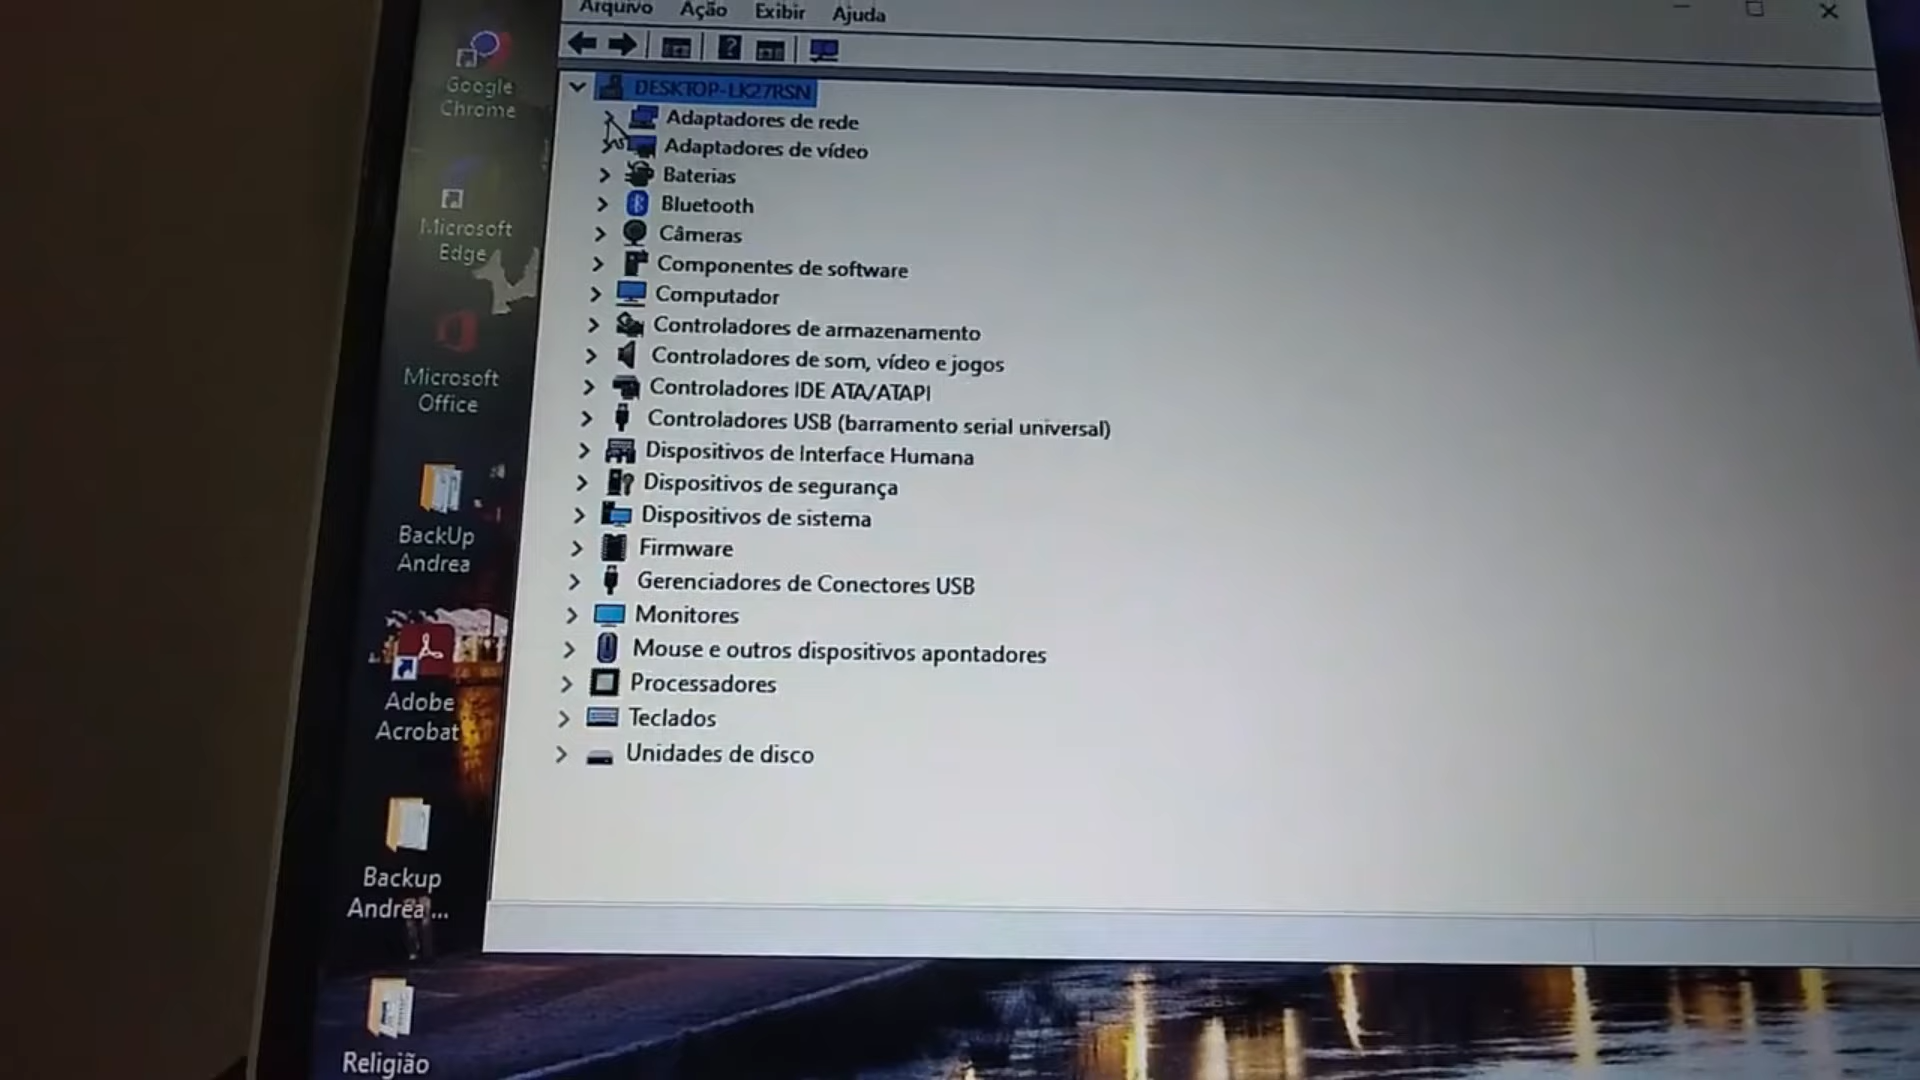 Arquivo Ação Exibir Ajuda
DESKTOP-LK27RSN
Adaptadores de rede
Adaptadores de vídeo
Baterias
Bluetooth
Câmeras
Componentes de software
Computador
Controladores de armazenamento
Controladores de som, vídeo e jogos
Controladores IDE ATA/ATAPI
Controladores USB (barramento serial universal)
Dispositivos de Interface Humana
Dispositivos de segurança
Dispositivos de sistema
Firmware
Gerenciadores de Conectores USB
Monitores
Mouse e outros dispositivos apontadores
Processadores
Teclados
Unidades de disco
Google
Chrome
Microsoft
Edge
Microsoft
Office
BackUp
Andrea
Adobe
Acrobat
Backup
Andrea ...
Religião